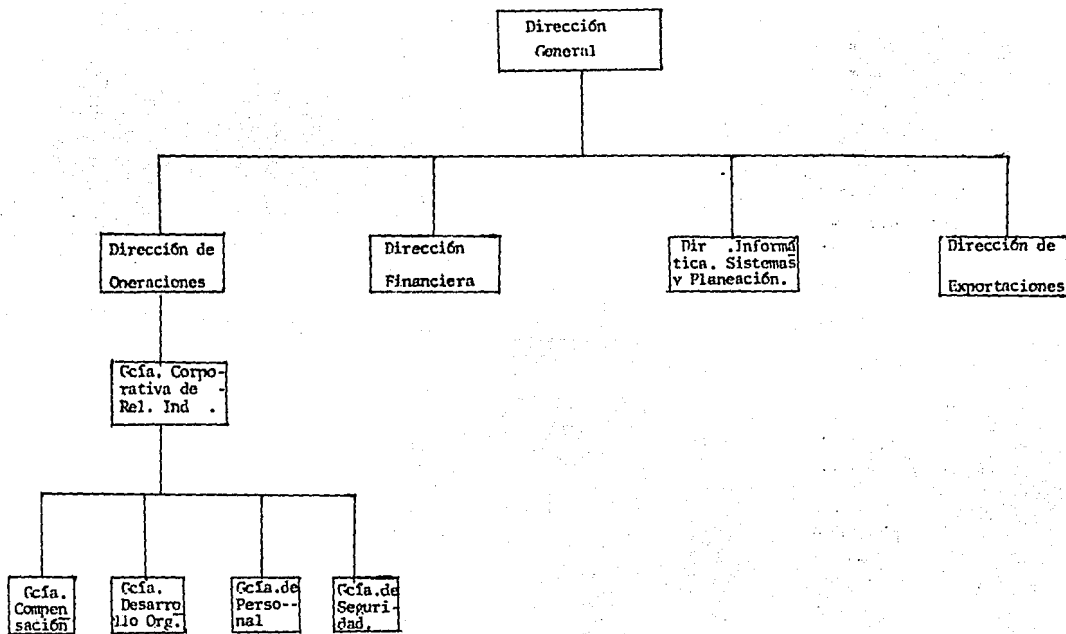 Dirección
General
Dirección de
Operaciones
Dirección
Financiera
Dir .Informá
tica. Sistemas
y Planeación.
Dirección de
Exportaciones
Gcía. Corpo-
rativa de -
Rel. Ind .
Gcía.
Compen
sación
Gcía.
Desarro
llo Org.
Gcía.de
Perso--
nal
Gcía.de
Seguri-
dad.